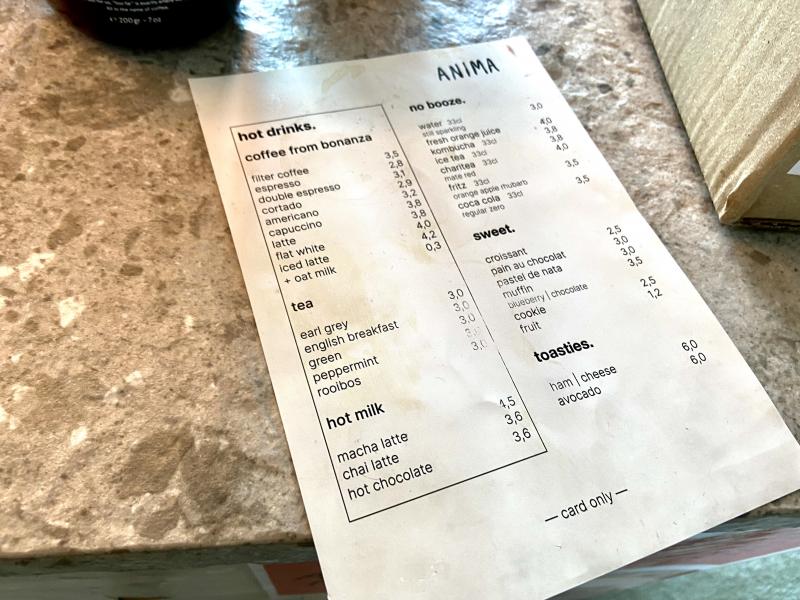 ℮ 200gr - 7oz
ANIMA
hot drinks.
coffee from bonanza
filter coffee 3,5
espresso 2,8
double espresso 3,1
cortado 2,9
americano 3,2
capuccino 3,8
latte 3,8
flat white 4,0
iced latte 4,2
+ oat milk 0,3
tea
earl grey 3,0
english breakfast 3,0
green 3,0
peppermint 3,0
rooibos 3,0
hot milk
macha latte 4,5
chai latte 3,6
hot chocolate 3,6
no booze.
water 33cl 3,0
still sparkling
fresh orange juice 4,0
kombucha 33cl 3,8
ice tea 33cl 3,8
charitea 33cl 4,0
mate red
fritz 33cl 3,5
orange apple rhubarb
coca cola 33cl 3,5
regular zero
sweet.
croissant 2,5
pain au chocolat 3,0
pastel de nata 3,0
muffin 3,5
blueberry | chocolate
cookie 2,5
fruit 1,2
toasties.
ham | cheese 6,0
avocado 6,0
— card only —